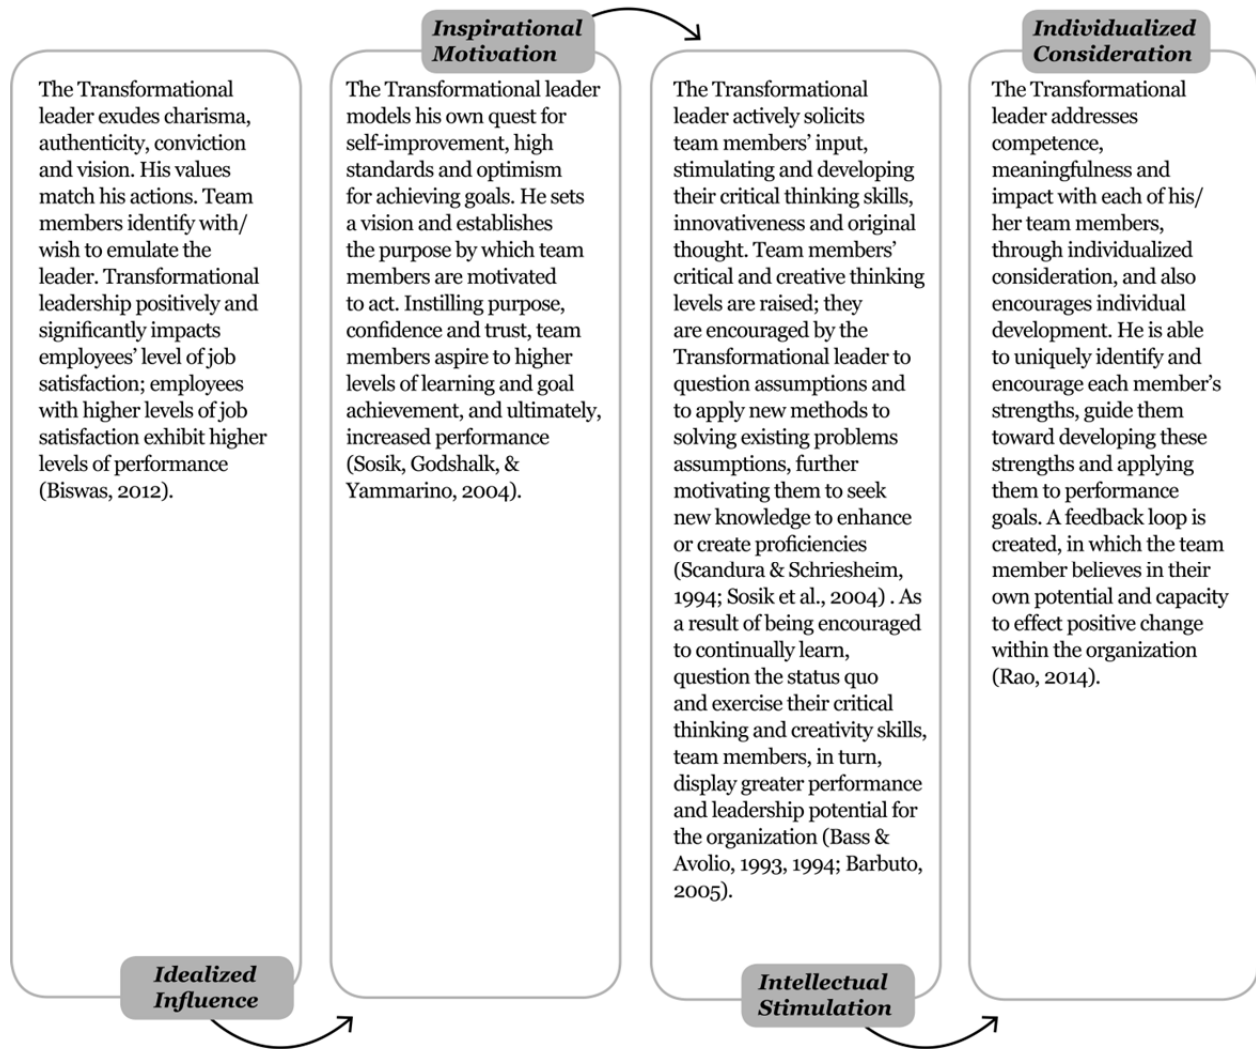 The Transformational
leader exudes charisma,
authenticity, conviction
and vision. His values
match his actions. Team
members identify with/
wish to emulate the
leader. Transformational
leadership positively and
significantly impacts
employees’ level of job
satisfaction; employees
with higher levels of job
satisfaction exhibit higher
levels of performance
(Biswas, 2012).
Idealized
Influence
Inspirational
Motivation
The Transformational leader
models his own quest for
self-improvement, high
standards and optimism
for achieving goals. He sets
a vision and establishes
the purpose by which team
members are motivated
to act. Instilling purpose,
confidence and trust, team
members aspire to higher
levels of learning and goal
achievement, and ultimately,
increased performance
(Sosik, Godshalk, &
Yammarino, 2004).
The Transformational
leader actively solicits
team members’ input,
stimulating and developing
their critical thinking skills,
innovativeness and original
thought. Team members’
critical and creative thinking
levels are raised; they
are encouraged by the
Transformational leader to
question assumptions and
to apply new methods to
solving existing problems
assumptions, further
motivating them to seek
new knowledge to enhance
or create proficiencies
(Scandura & Schriesheim,
1994; Sosik et al., 2004) . As
a result of being encouraged
to continually learn,
question the status quo
and exercise their critical
thinking and creativity skills,
team members, in turn,
display greater performance
and leadership potential for
the organization (Bass &
Avolio, 1993, 1994; Barbuto,
2005).
Intellectual
Stimulation
Individualized
Consideration
The Transformational
leader addresses
competence,
meaningfulness and
impact with each of his/
her team members,
through individualized
consideration, and also
encourages individual
development. He is able
to uniquely identify and
encourage each member’s
strengths, guide them
toward developing these
strengths and applying
them to performance
goals. A feedback loop is
created, in which the team
member believes in their
own potential and capacity
to effect positive change
within the organization
(Rao, 2014).